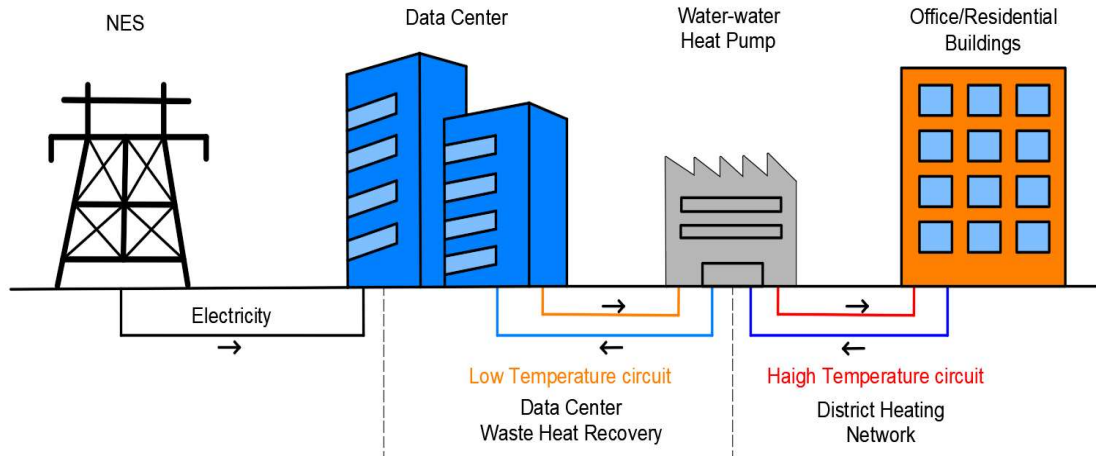 NES
Data Center
Water-water
Heat Pump
Office/Residential
Buildings
Electricity
Low Temperature circuit
Data Center
Waste Heat Recovery
Haigh Temperature circuit
District Heating
Network